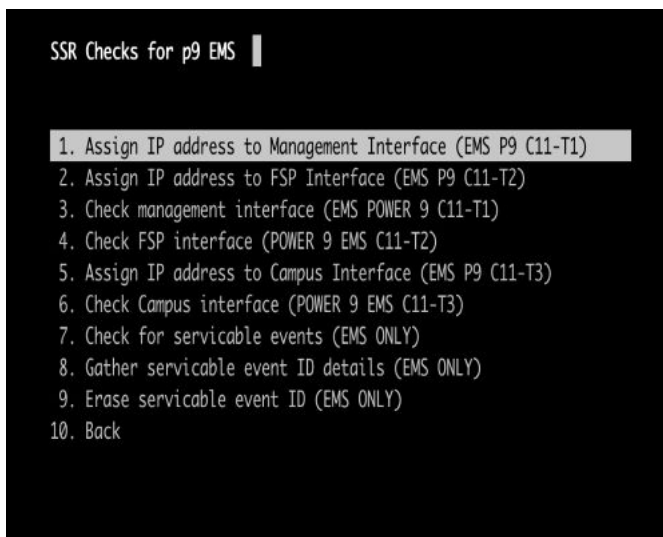 SSR Checks for p9 EMS
1. Assign IP address to Management Interface (EMS P9 C11-T1)
2. Assign IP address to FSP Interface (EMS P9 C11-T2)
3. Check management interface (EMS POWER 9 C11-T1)
4. Check FSP interface (POWER 9 EMS C11-T2)
5. Assign IP address to Campus Interface (EMS P9 C11-T3)
6. Check Campus interface (POWER 9 EMS C11-T3)
7. Check for servicable events (EMS ONLY)
8. Gather servicable event ID details (EMS ONLY)
9. Erase servicable event ID (EMS ONLY)
10. Back